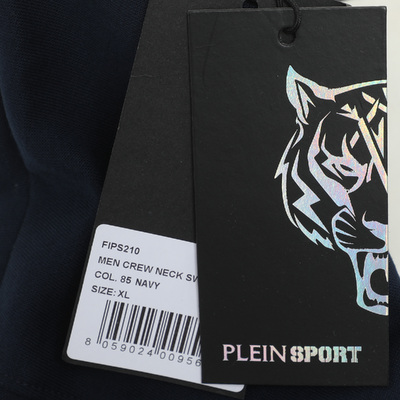 FIPS210
MEN CREW NECK SW
COL. 85 NAVY
SIZE: XL
8 059024 00956
PLEIN SPORT